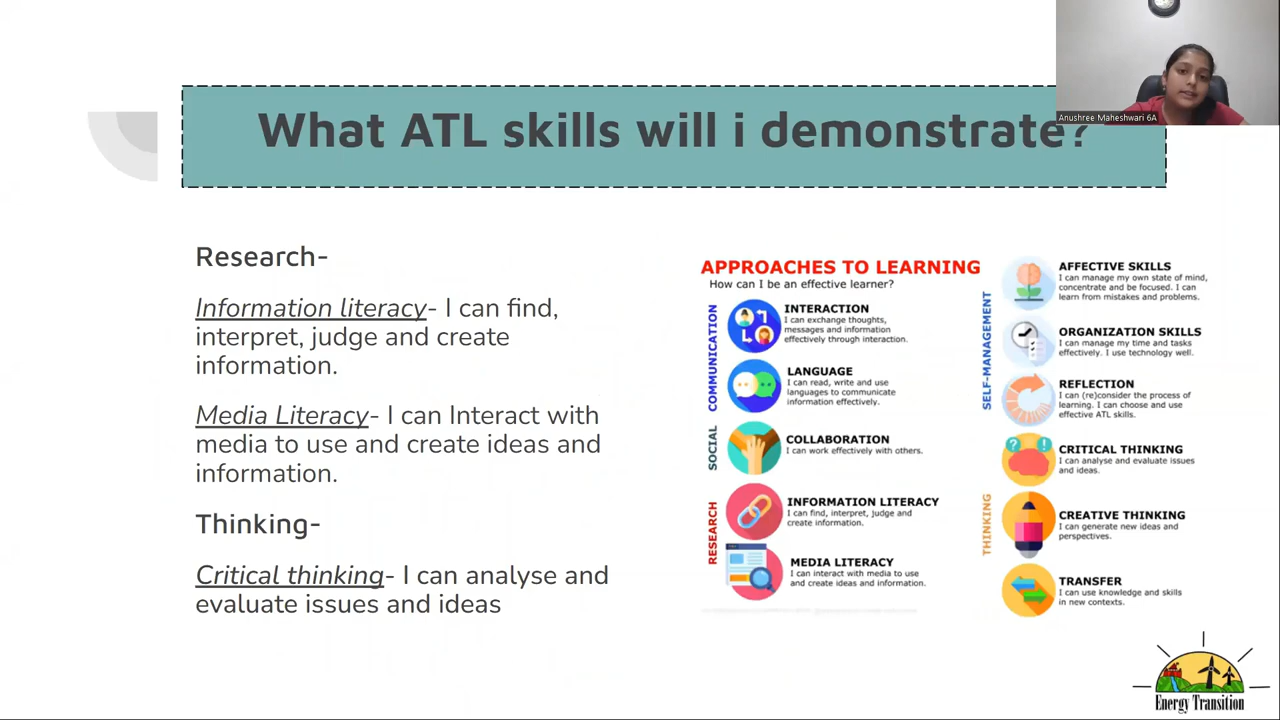 What ATL skills will i demonstrate?
Anushree Maheshwari 6A
Research-
Information literacy- I can find,
interpret, judge and create
information.
Media Literacy- I can Interact with
media to use and create ideas and
information.
Thinking-
Critical thinking- I can analyse and
evaluate issues and ideas
APPROACHES TO LEARNING
How can I be an effective learner?
COMMUNICATION
INTERACTION
I can exchange thoughts,
messages and information
effectively through interaction.
LANGUAGE
I can read, write and use
languages to communicate
information effectively.
SOCIAL
COLLABORATION
I can work effectively with others.
RESEARCH
INFORMATION LITERACY
I can find, interpret, judge and
create information.
MEDIA LITERACY
I can interact with media to use
and create ideas and information.
SELF-MANAGEMENT
AFFECTIVE SKILLS
I can manage my own state of mind,
concentrate and be focused. I can
learn from mistakes and problems.
ORGANIZATION SKILLS
I can manage my time and tasks
effectively. I use technology well.
REFLECTION
I can (re)consider the process of
learning. I can choose and use
effective ATL skills.
THINKING
CRITICAL THINKING
I can analyse and evaluate issues
and ideas.
CREATIVE THINKING
I can generate new ideas and
perspectives.
TRANSFER
I can use knowledge and skills
in new contexts.
Energy Transition